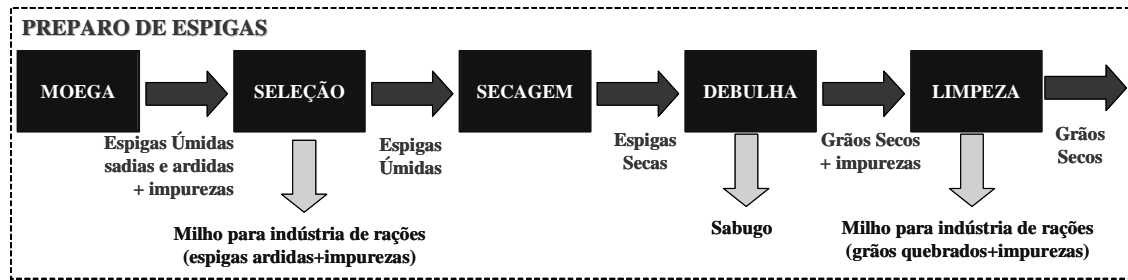 PREPARO DE ESPIGAS
MOEGA
SELEÇÃO
SECAGEM
DEBULHA
LIMPEZA
Espigas Úmidas
sadias e ardidas
+ impurezas
Espigas
Úmidas
Espigas
Secas
Grãos Secos
+ impurezas
Grãos
Secos
Milho para indústria de rações
(espigas ardidas+impurezas)
Sabugo
Milho para indústria de rações
(grãos quebrados+impurezas)